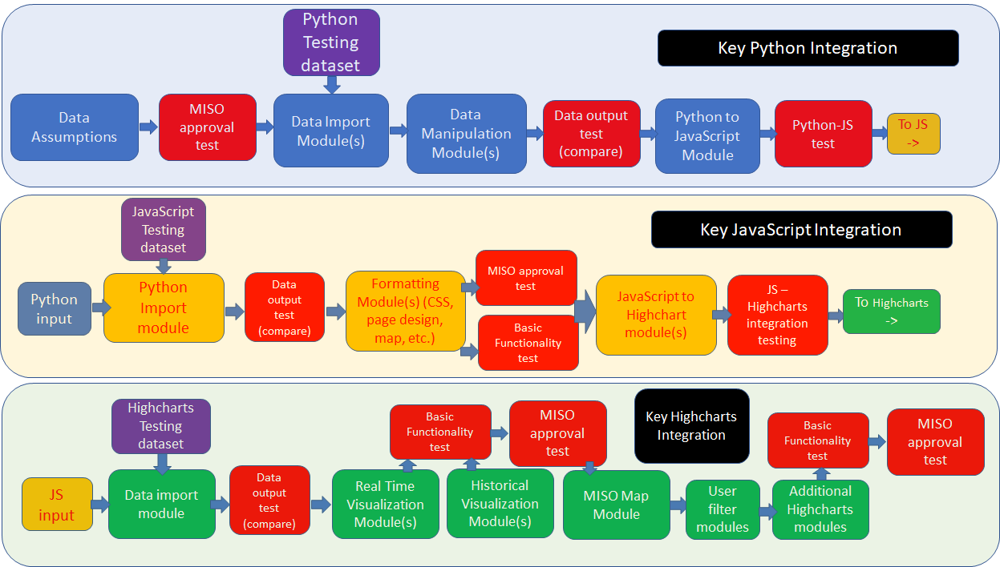 Python
Testing
dataset
Key Python Integration
Data
Assumptions
MISO
approval
test
Data Import
Module(s)
Data
Manipulation
Module(s)
Data output
test
(compare)
Python to
JavaScript
Module
Python-JS
test
To JS
->
JavaScript
Testing
dataset
Key JavaScript Integration
Python
input
Python
Import
module
Data
output
test
(compare)
Formatting
Module(s) (CSS,
page design,
map, etc.)
MISO approval
test
Basic
Functionality
test
JavaScript to
Highchart
module(s)
JS –
Highcharts
integration
testing
To Highcharts
->
Highcharts
Testing
dataset
Key Highcharts
Integration
JS
input
Data import
module
Data
output
test
(compare)
Real Time
Visualization
Module(s)
Basic
Functionality
test
Historical
Visualization
Module(s)
MISO
approval
test
MISO Map
Module
User
filter
modules
Additional
Highcharts
modules
Basic
Functionality
test
MISO
approval
test